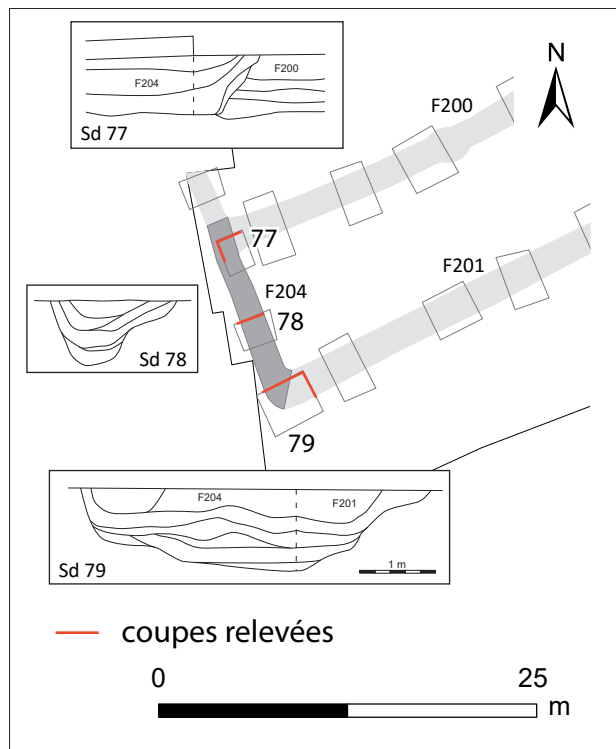 F204
F200
Sd 77
N
F200
77
F201
F204
78
Sd 78
79
F204
F201
Sd 79
1 m
coupes relevées
0
25
m